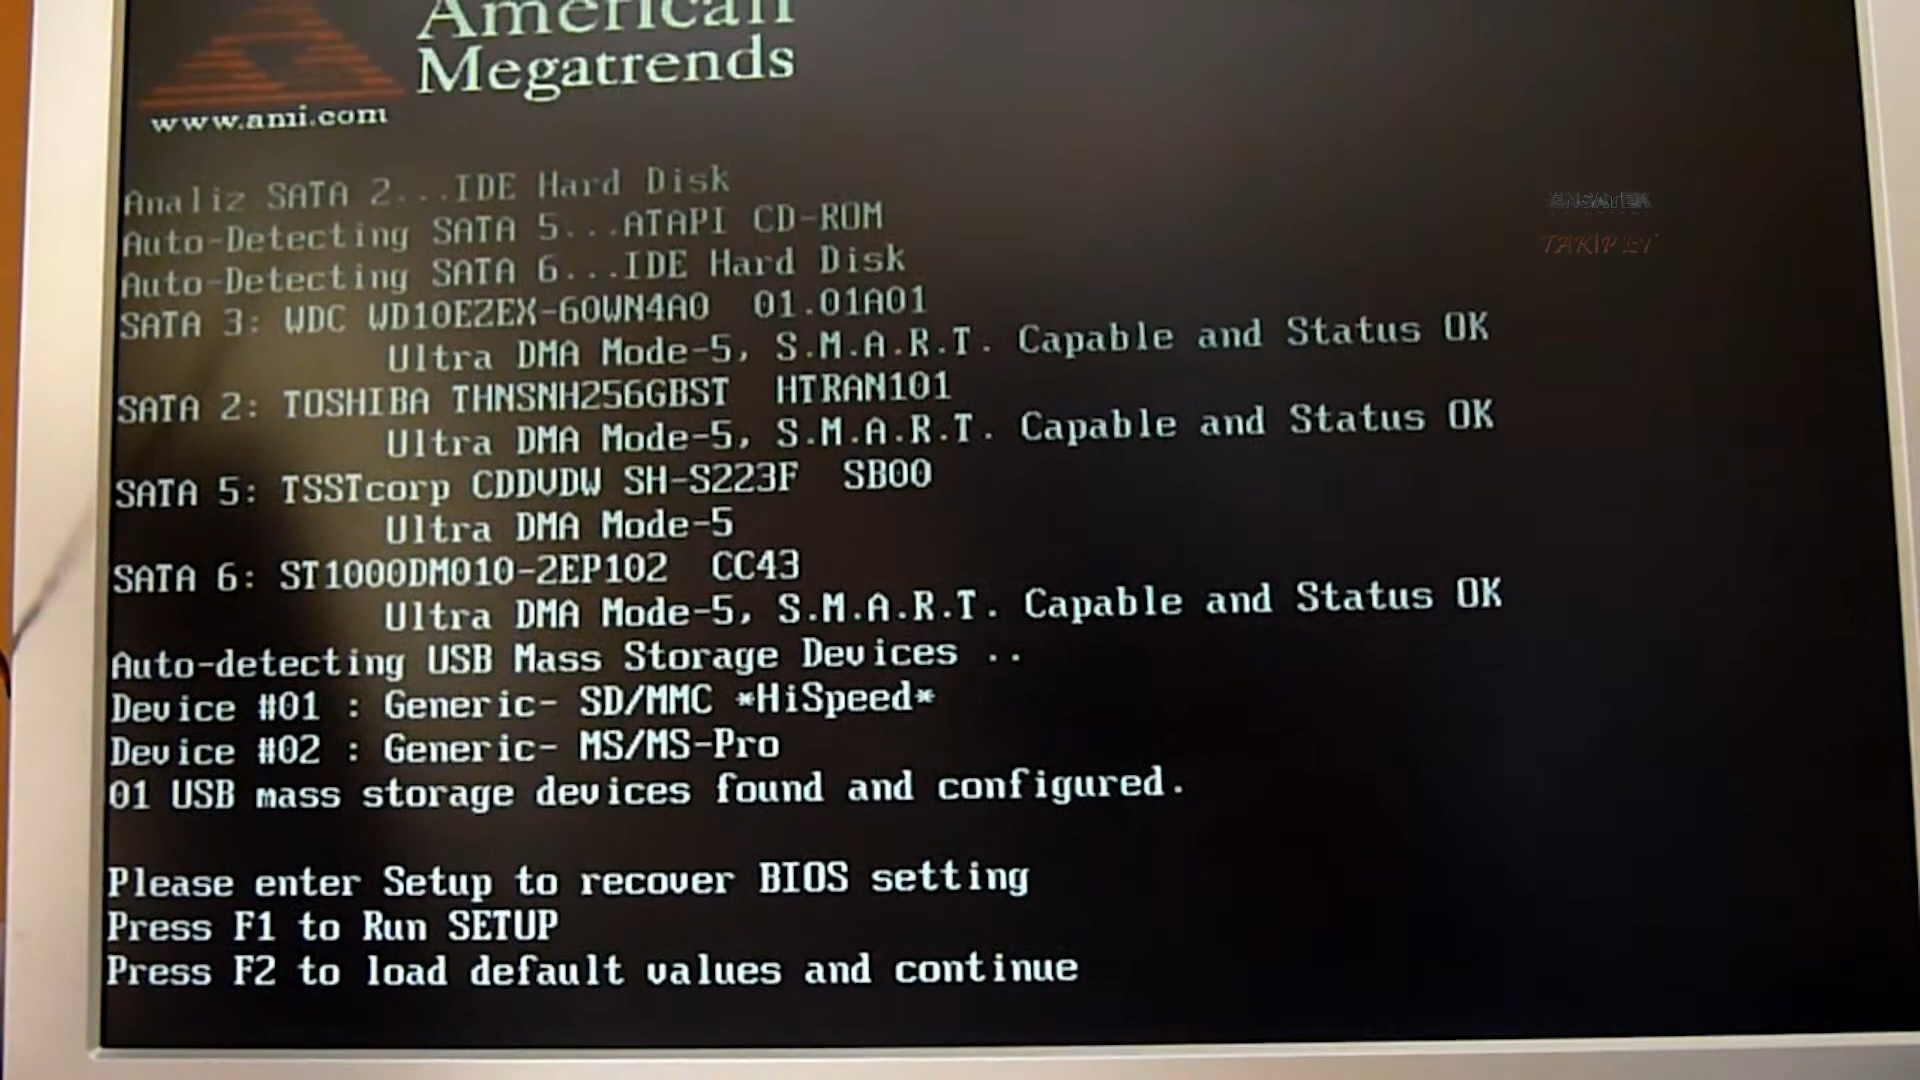 American
Megatrends
www.ami.com
Analiz SATA 2...IDE Hard Disk
Auto-Detecting SATA 5...ATAPI CD-ROM
Auto-Detecting SATA 6...IDE Hard Disk
SATA 3: WDC WD10EZEX-60WN4A0 01.01A01
Ultra DMA Mode-5, S.M.A.R.T. Capable and Status OK
SATA 2: TOSHIBA THNSNH256GBST HTRAN101
Ultra DMA Mode-5, S.M.A.R.T. Capable and Status OK
SATA 5: TSSTcorp CDDVDW SH-S223F SB00
Ultra DMA Mode-5
SATA 6: ST1000DM010-2EP102 CC43
Ultra DMA Mode-5, S.M.A.R.T. Capable and Status OK
Auto-detecting USB Mass Storage Devices ..
Device #01 : Generic- SD/MMC *HiSpeed*
Device #02 : Generic- MS/MS-Pro
01 USB mass storage devices found and configured.
Please enter Setup to recover BIOS setting
Press F1 to Run SETUP
Press F2 to load default values and continue
ENSATEK
TAKİP ET